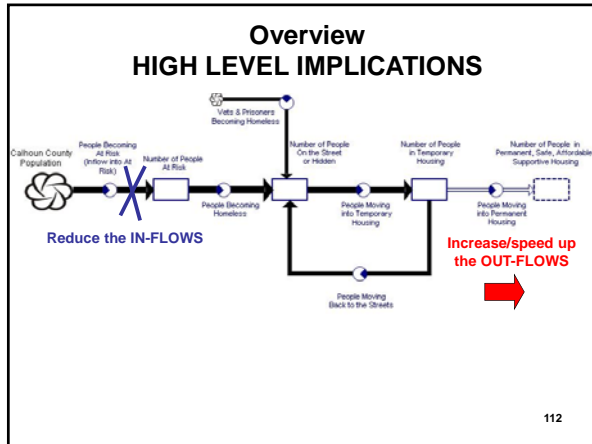 Overview
HIGH LEVEL IMPLICATIONS
Vets & Prisoners
Becoming Homeless
Calhoun County
Population
People Becoming
At Risk
(Inflow into At
Risk)
Number of People
At Risk
Number of People
On the Street
or Hidden
Number of People
in Temporary
Housing
Number of People in
Permanent, Safe, Affordable
Supportive Housing
People Becoming
Homeless
People Moving
into Temporary
Housing
People Moving
into Permanent
Housing
Reduce the IN-FLOWS
Increase/speed up
the OUT-FLOWS
People Moving
Back to the Streets
112